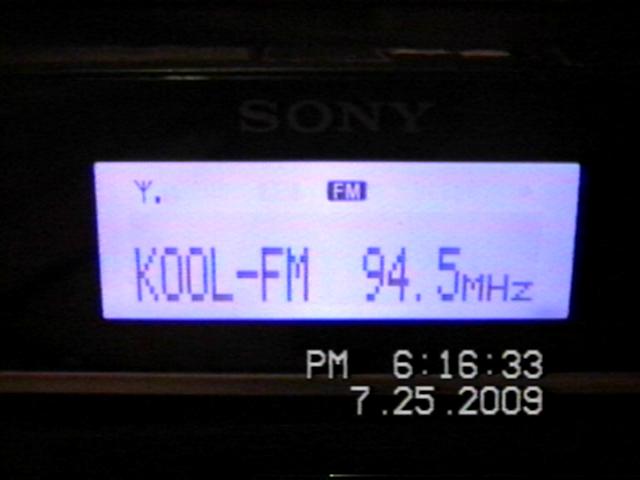 SONY
FM
KOOL-FM 94.5MHz
PM 6:16:33
7.25.2009